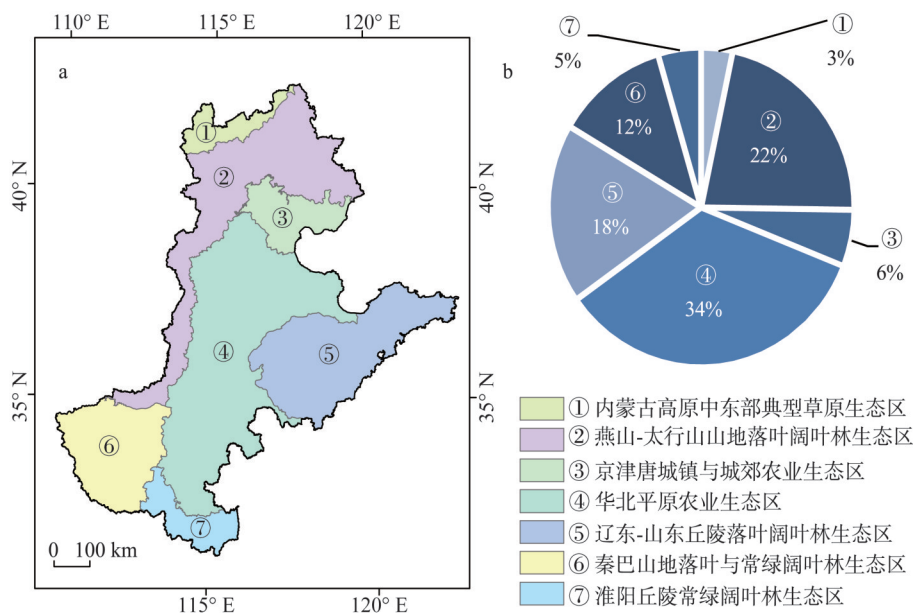 110° E
115° E
120° E
a
40° N
35° N
①
②
③
④
⑤
⑥
⑦
0 100 km
115° E
120° E
40° N
35° N
b
⑦
5%
①
3%
⑥
12%
②
22%
⑤
18%
③
6%
④
34%
① 内蒙古高原中东部典型草原生态区
② 燕山-太行山山地落叶阔叶林生态区
③ 京津唐城镇与城郊农业生态区
④ 华北平原农业生态区
⑤ 辽东-山东丘陵落叶阔叶林生态区
⑥ 秦巴山地落叶与常绿阔叶林生态区
⑦ 淮阳丘陵常绿阔叶林生态区